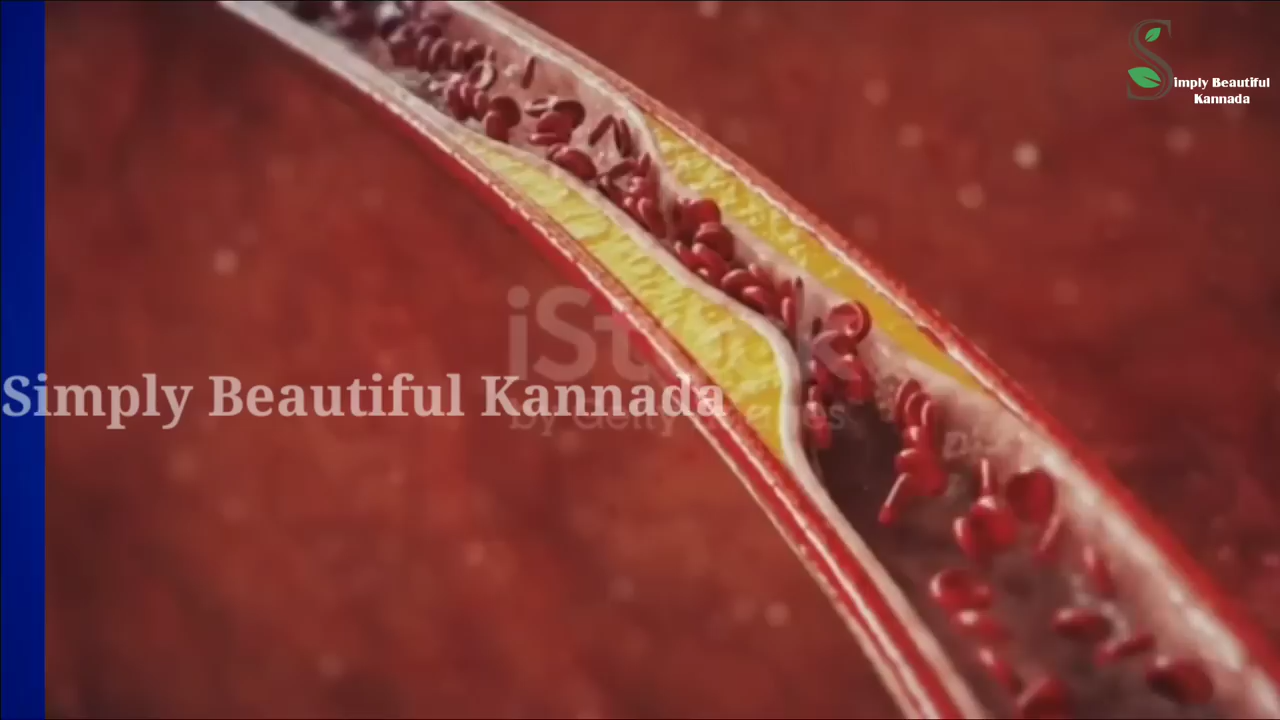 Simply Beautiful
Kannada
iStock
Simply Beautiful Kannada
by Getty Images